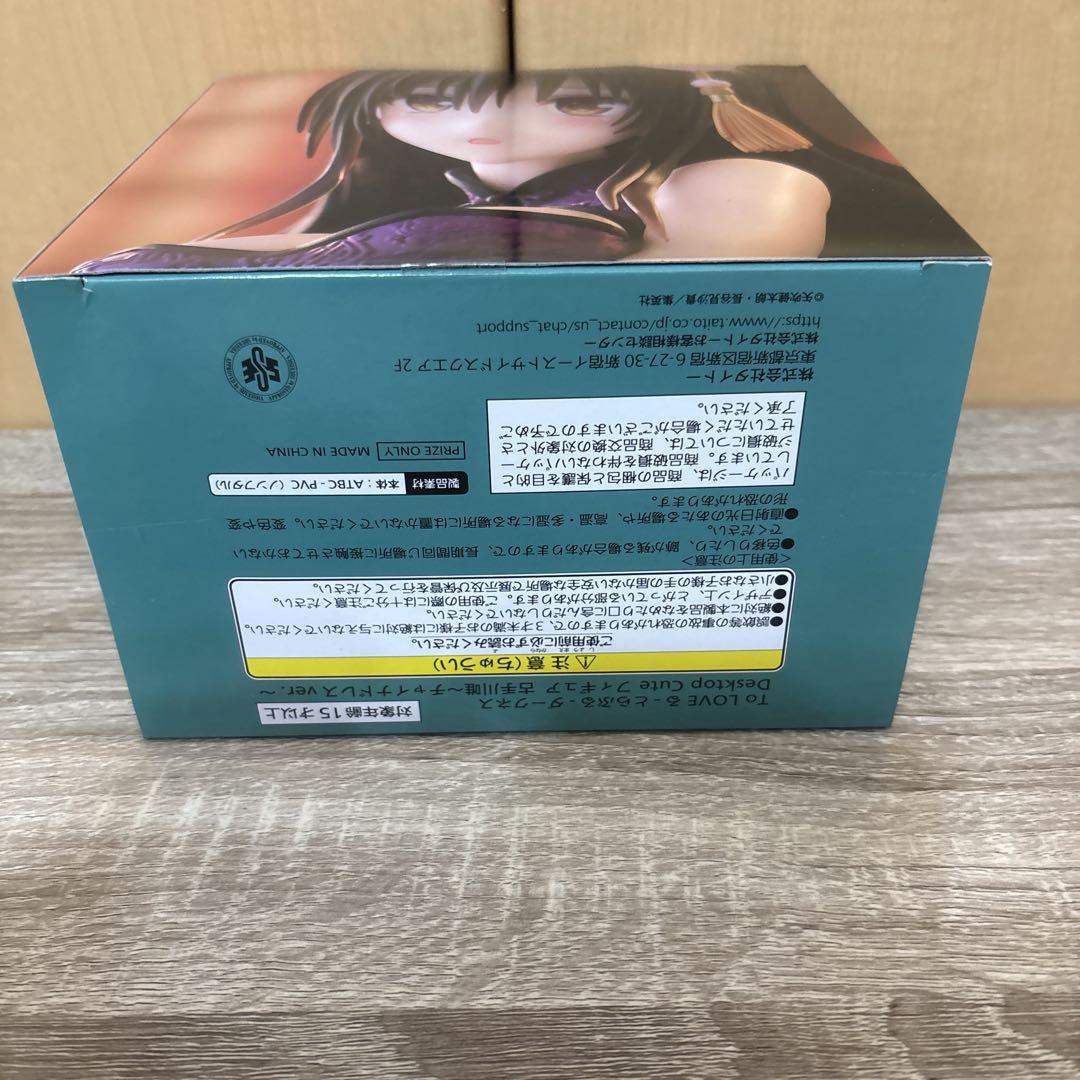 To LOVEる-とらぶる-ダークネス
Desktop Cute フィギュア 古手川唯～チャイナドレスver.～
対象年齢15才以上
⚠注意(ちゅうい)
ご使用前に必ずお読みください。
●誤飲等の事故の恐れがありますので、3才未満のお子様には絶対に与えないでください。
●絶対に本製品をなめたり口に含んだりしないでください。
●デザイン上、とがっている部分があります。ご使用の際には十分ご注意ください。
●小さなお子様の手の届かない安全な場所で展示及び保管を行ってください。
<使用上の注意>
●色移りしたり、跡が残る場合がありますので、長期間同じ場所に接触させておかない
でください。
●直射日光のあたる場所や、高温・多湿になる場所には置かないでください。変色や変
形の恐れがあります。
パッケージは、商品の梱包と保護を目的と
しています。商品破損を伴わないパッケー
ジ破損については、商品交換の対象外とさ
せていただく場合がございますので予めご
了承ください。
製品素材 本体:ATBC-PVC(ノンフタル)
PRIZE ONLY MADE IN CHINA
株式会社タイトー
東京都新宿区新宿6-27-30 新宿イーストサイドスクエア2F
株式会社タイトーお客様相談センター
https://www.taito.co.jp/contact_us/chat_support
©矢吹健太朗・長谷見沙貴／集英社